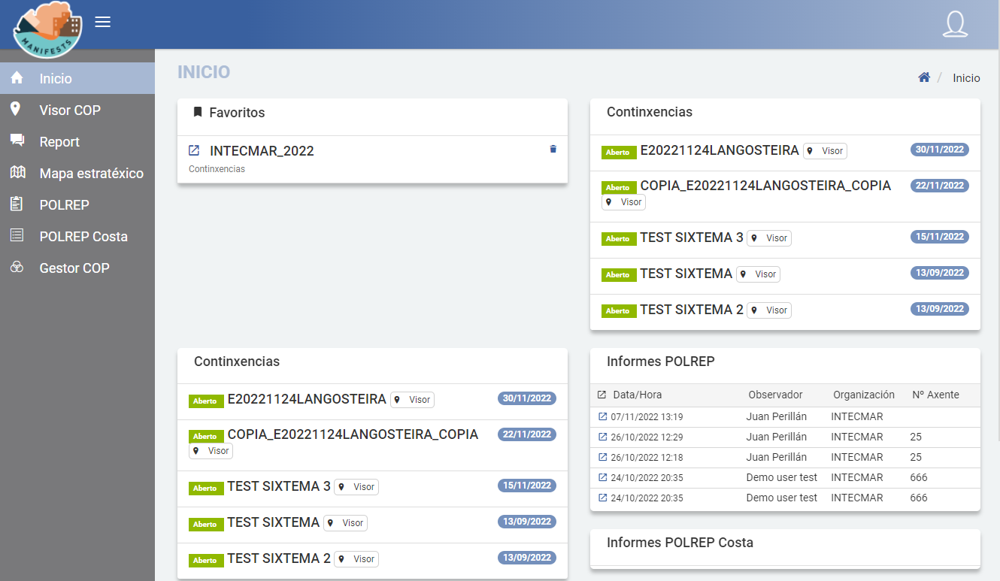 MANIFESTS
Inicio
Visor COP
Report
Mapa estratéxico
POLREP
POLREP Costa
Gestor COP
INICIO
/ Inicio
Favoritos
INTECMAR_2022
Continxencias
Continxencias
Aberto E20221124LANGOSTEIRA Visor 30/11/2022
Aberto COPIA_E20221124LANGOSTEIRA_COPIA 22/11/2022
Visor
Aberto TEST SIXTEMA 3 Visor 15/11/2022
Aberto TEST SIXTEMA Visor 13/09/2022
Aberto TEST SIXTEMA 2 Visor 13/09/2022
Continxencias
Aberto E20221124LANGOSTEIRA Visor 30/11/2022
Aberto COPIA_E20221124LANGOSTEIRA_COPIA 22/11/2022
Visor
Aberto TEST SIXTEMA 3 Visor 15/11/2022
Aberto TEST SIXTEMA Visor 13/09/2022
Aberto TEST SIXTEMA 2 Visor 13/09/2022
Informes POLREP
Data/Hora Observador Organización Nº Axente
07/11/2022 13:19 Juan Perillán INTECMAR
26/10/2022 12:29 Juan Perillán INTECMAR 25
26/10/2022 12:18 Juan Perillán INTECMAR 25
24/10/2022 20:35 Demo user test INTECMAR 666
24/10/2022 20:35 Demo user test INTECMAR 666
Informes POLREP Costa